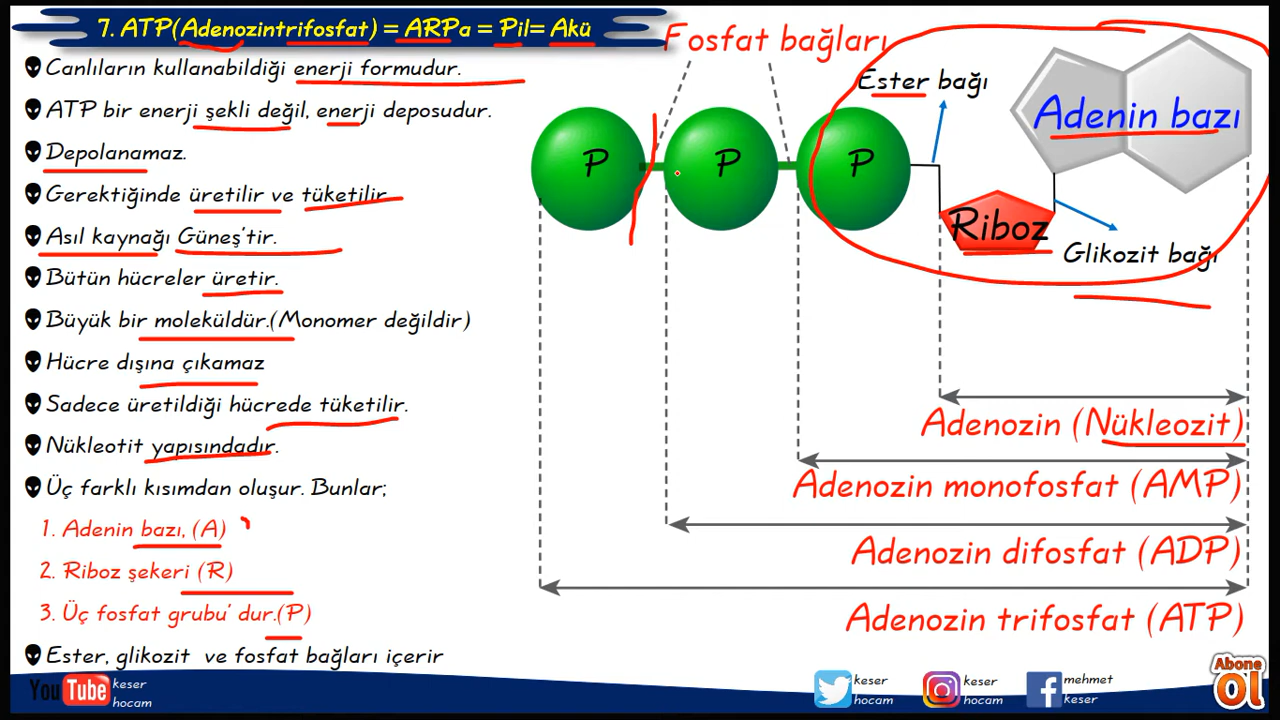 7. ATP(Adenozintrifosfat) = ARPa = Pil= Akü
Canlıların kullanabildiği enerji formudur.
ATP bir enerji şekli değil, enerji deposudur.
Depolanamaz.
Gerektiğinde üretilir ve tüketilir
Asıl kaynağı Güneş'tir.
Bütün hücreler üretir.
Büyük bir moleküldür.(Monomer değildir)
Hücre dışına çıkamaz
Sadece üretildiği hücrede tüketilir.
Nükleotit yapısındadır.
Üç farklı kısımdan oluşur. Bunlar;
1. Adenin bazı, (A)
2. Riboz şekeri (R)
3. Üç fosfat grubu' dur.(P)
Ester, glikozit ve fosfat bağları içerir
Fosfat bağları
Ester bağı
Adenin bazı
P
P
P
Riboz
Glikozit bağı
Adenozin (Nükleozit)
Adenozin monofosfat (AMP)
Adenozin difosfat (ADP)
Adenozin trifosfat (ATP)
YouTube
keser
hocam
keser
hocam
keser
hocam
mehmet
keser
Abone
ol